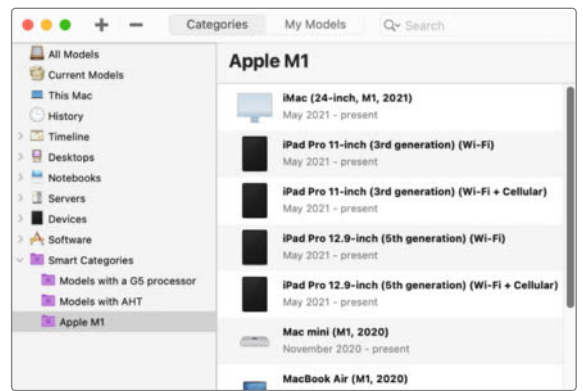 Categories
My Models
Search
All Models
Current Models
This Mac
History
Timeline
Desktops
Notebooks
Servers
Devices
Software
Smart Categories
Models with a G5 processor
Models with AHT
Apple M1
Apple M1
iMac (24-inch, M1, 2021)
May 2021 - present
iPad Pro 11-inch (3rd generation) (Wi-Fi)
May 2021 - present
iPad Pro 11-inch (3rd generation) (Wi-Fi + Cellular)
May 2021 - present
iPad Pro 12.9-inch (5th generation) (Wi-Fi)
May 2021 - present
iPad Pro 12.9-inch (5th generation) (Wi-Fi + Cellular)
May 2021 - present
Mac mini (M1, 2020)
November 2020 - present
MacBook Air (M1, 2020)